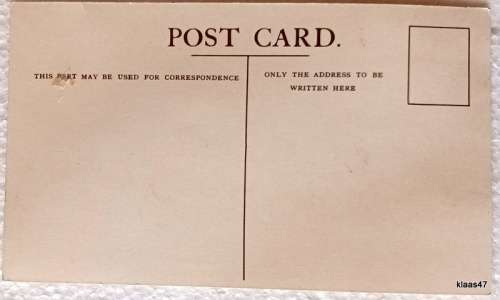 POST CARD.
THIS PART MAY BE USED FOR CORRESPONDENCE
ONLY THE ADDRESS TO BE
WRITTEN HERE
klaas47